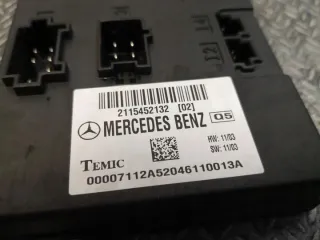 2115452132 [02]
MERCEDES BENZ Q5
HW: 11/03
SW: 11/03
TEMIC
00007112A52046110013A